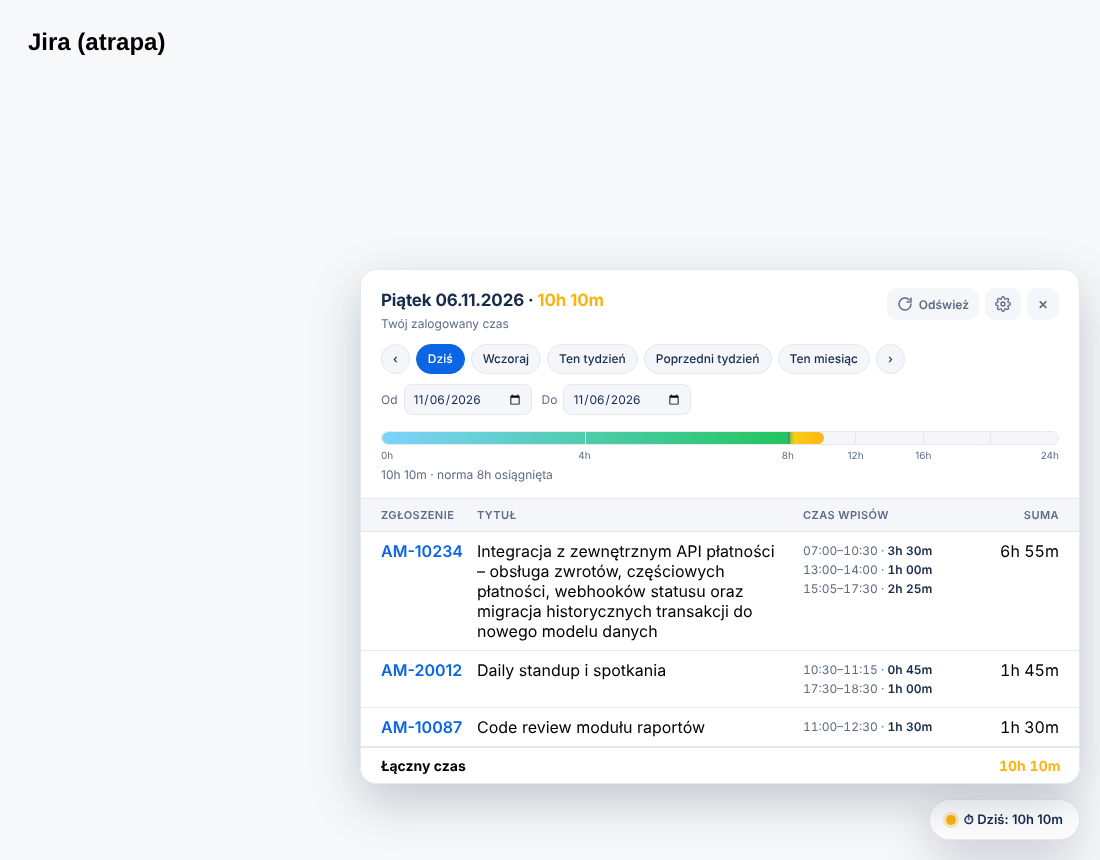 Jira (atrapa)
Piątek 06.11.2026 · 10h 10m
Odśwież
×
Twój zalogowany czas
‹ Dziś Wczoraj Ten tydzień Poprzedni tydzień Ten miesiąc ›
Od 11/06/2026 Do 11/06/2026
0h 4h 8h 12h 16h 24h
10h 10m · norma 8h osiągnięta
ZGŁOSZENIE TYTUŁ CZAS WPISÓW SUMA
AM-10234 Integracja z zewnętrznym API płatności 07:00–10:30 · 3h 30m 6h 55m
– obsługa zwrotów, częściowych 13:00–14:00 · 1h 00m
płatności, webhooków statusu oraz 15:05–17:30 · 2h 25m
migracja historycznych transakcji do
nowego modelu danych
AM-20012 Daily standup i spotkania 10:30–11:15 · 0h 45m 1h 45m
17:30–18:30 · 1h 00m
AM-10087 Code review modułu raportów 11:00–12:30 · 1h 30m 1h 30m
Łączny czas 10h 10m
⏱ Dziś: 10h 10m